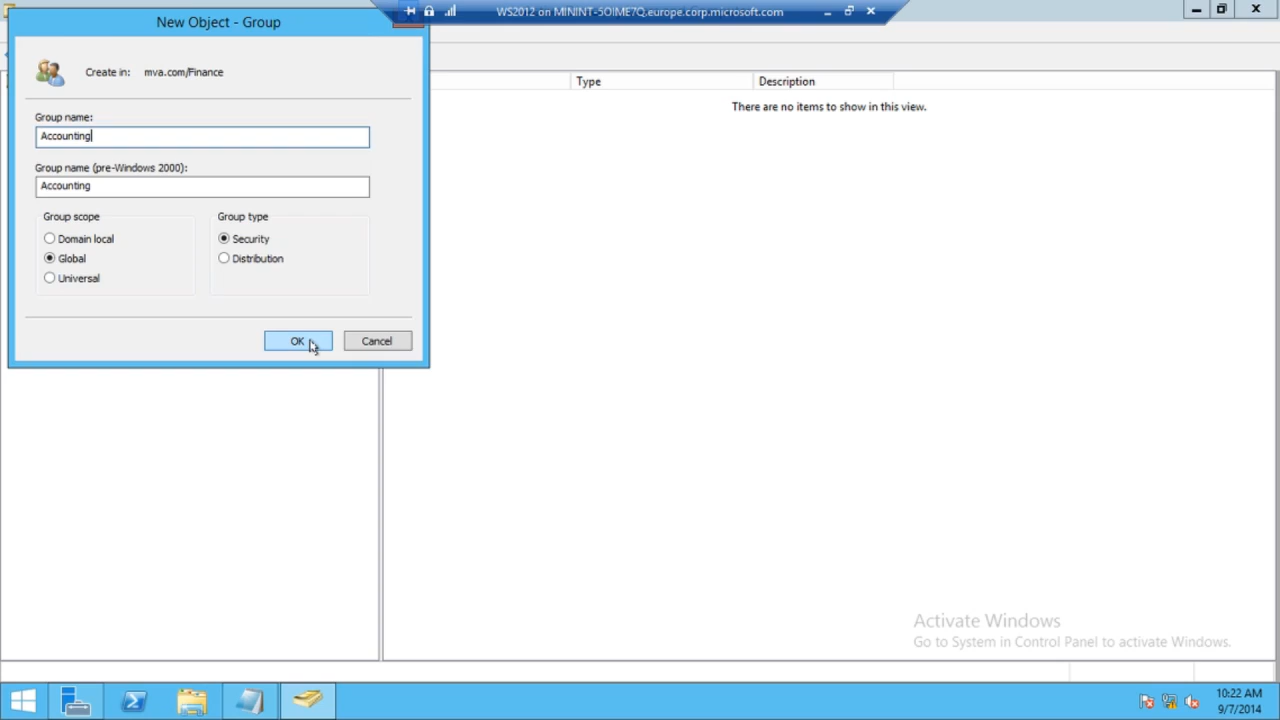 New Object - Group
WS2012 on MININT-5OIME7Q.europe.corp.microsoft.com
Create in: mva.com/Finance
Type
Description
There are no items to show in this view.
Group name:
Accounting
Group name (pre-Windows 2000):
Accounting
Group scope
Domain local
Global
Universal
Group type
Security
Distribution
OK
Cancel
Activate Windows
Go to System in Control Panel to activate Windows.
10:22 AM
9/7/2014